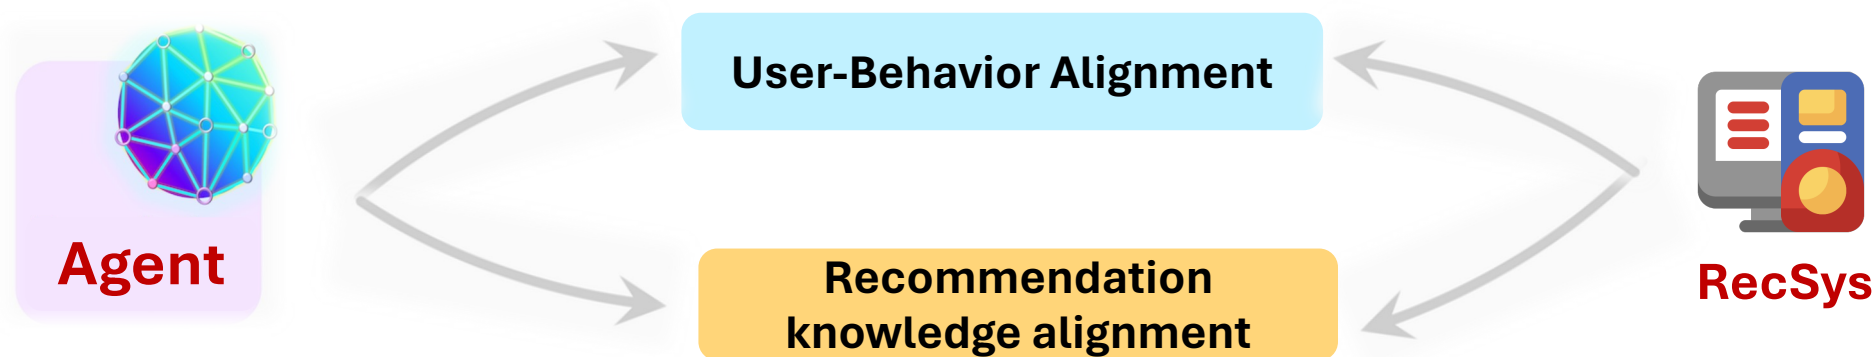 User-Behavior Alignment
Agent
Recommendation
knowledge alignment
RecSys